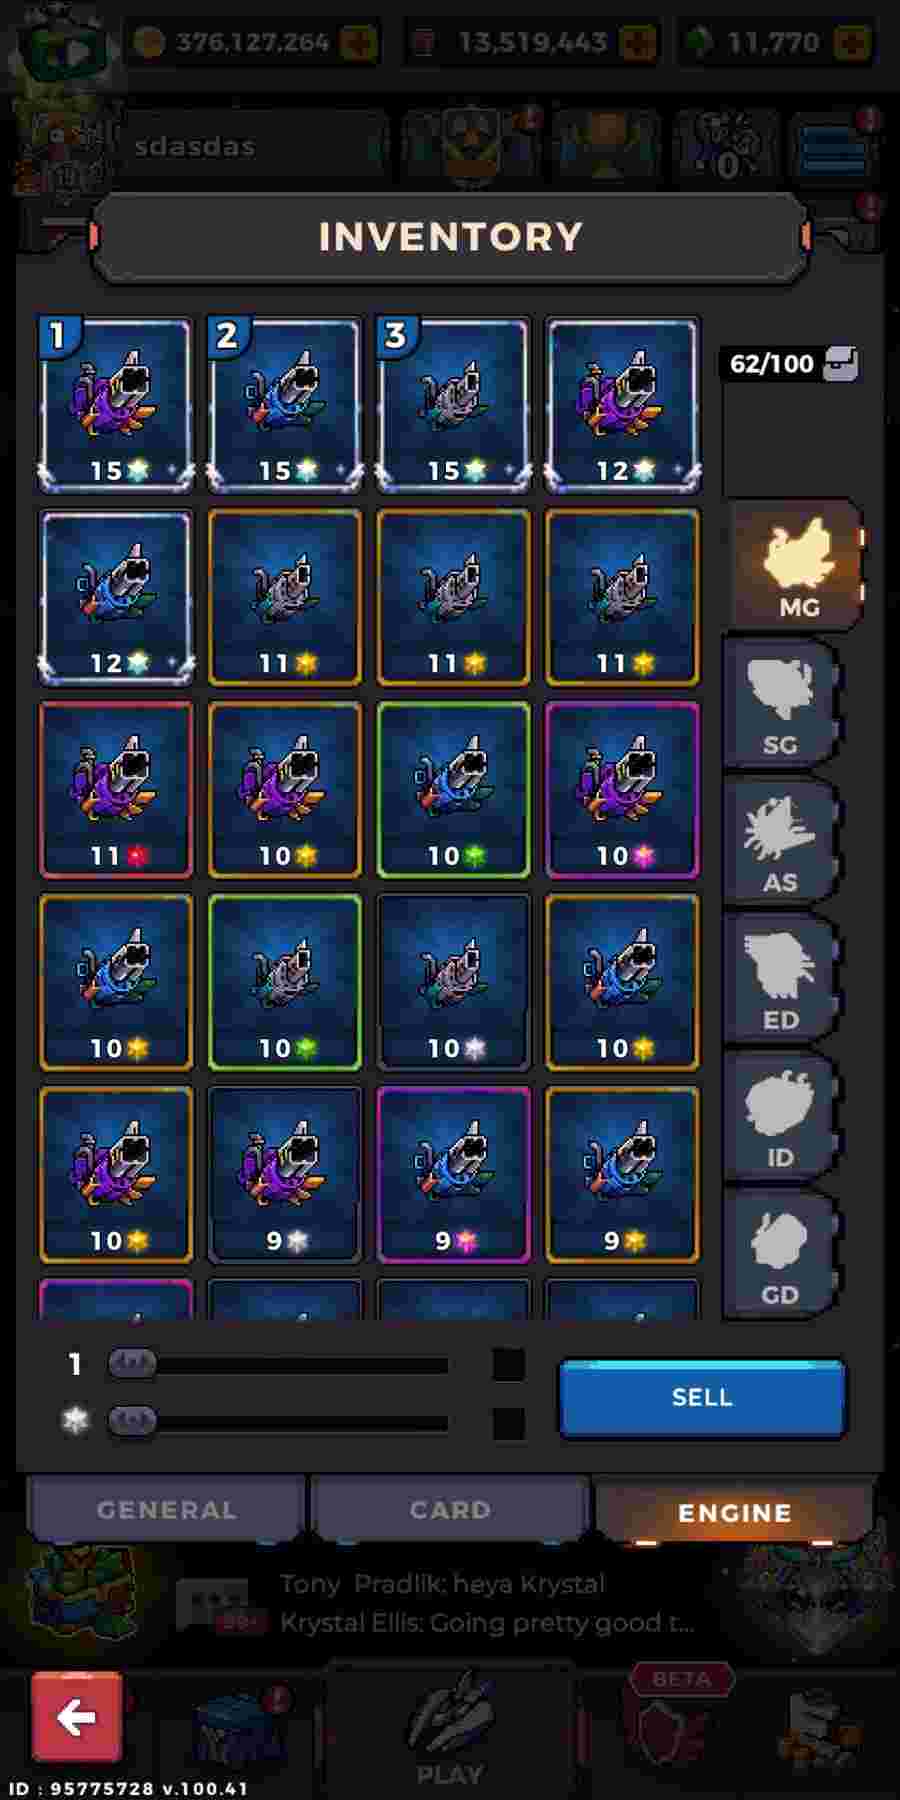 376,127,264 13,519,443 11,770
sdasdas
0
INVENTORY
1 2 3
62/100
15 15 15 12
12 11 11 11
MG
SG
11 10 10 10
AS
10 10 10 10
ED
ID
10 9 9 9
GD
1
SELL
GENERAL CARD ENGINE
Tony Pradlik: heya Krystal
99+
Krystal Ellis: Going pretty good t...
BETA
PLAY
ID : 95775728 v.100.41